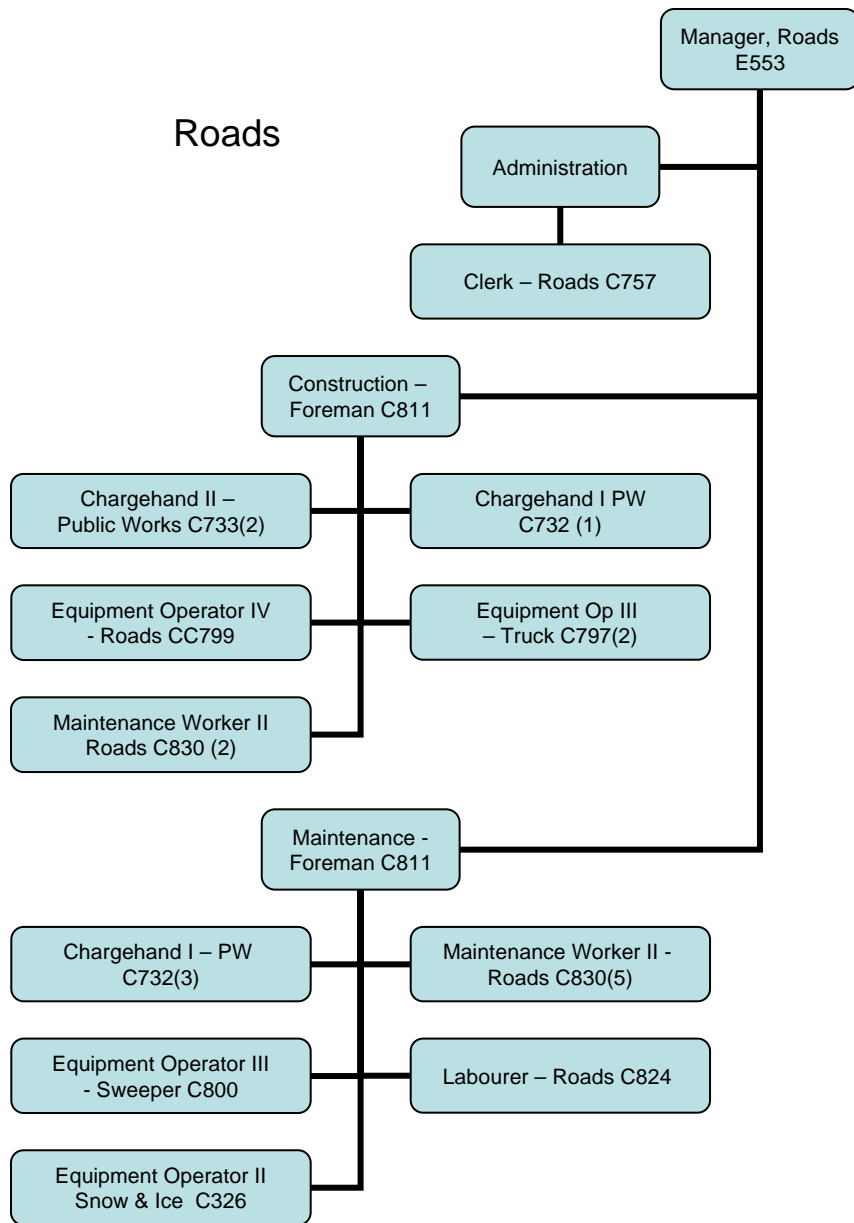 Manager, Roads
E553
Roads
Administration
Clerk – Roads C757
Construction –
Foreman C811
Chargehand II –
Public Works C733(2)
Chargehand I PW
C732 (1)
Equipment Operator IV
- Roads CC799
Equipment Op III
– Truck C797(2)
Maintenance Worker II
Roads C830 (2)
Maintenance -
Foreman C811
Chargehand I – PW
C732(3)
Maintenance Worker II -
Roads C830(5)
Equipment Operator III
- Sweeper C800
Labourer – Roads C824
Equipment Operator II
Snow & Ice  C326